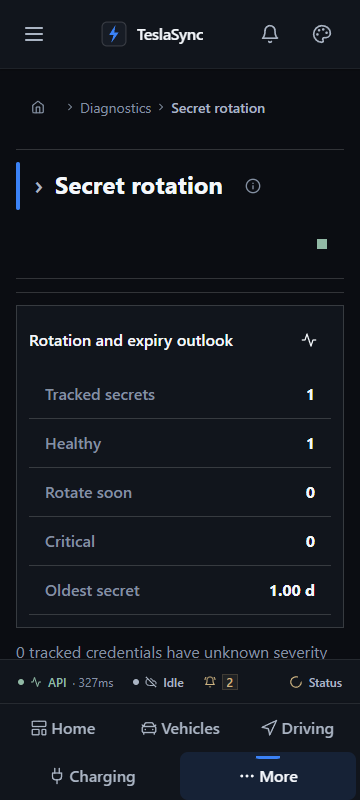 TeslaSync
Diagnostics Secret rotation
Secret rotation
Rotation and expiry outlook
Tracked secrets 1
Healthy 1
Rotate soon 0
Critical 0
Oldest secret 1.00 d
0 tracked credentials have unknown severity
API · 327ms Idle 2 Status
Home Vehicles Driving
Charging More